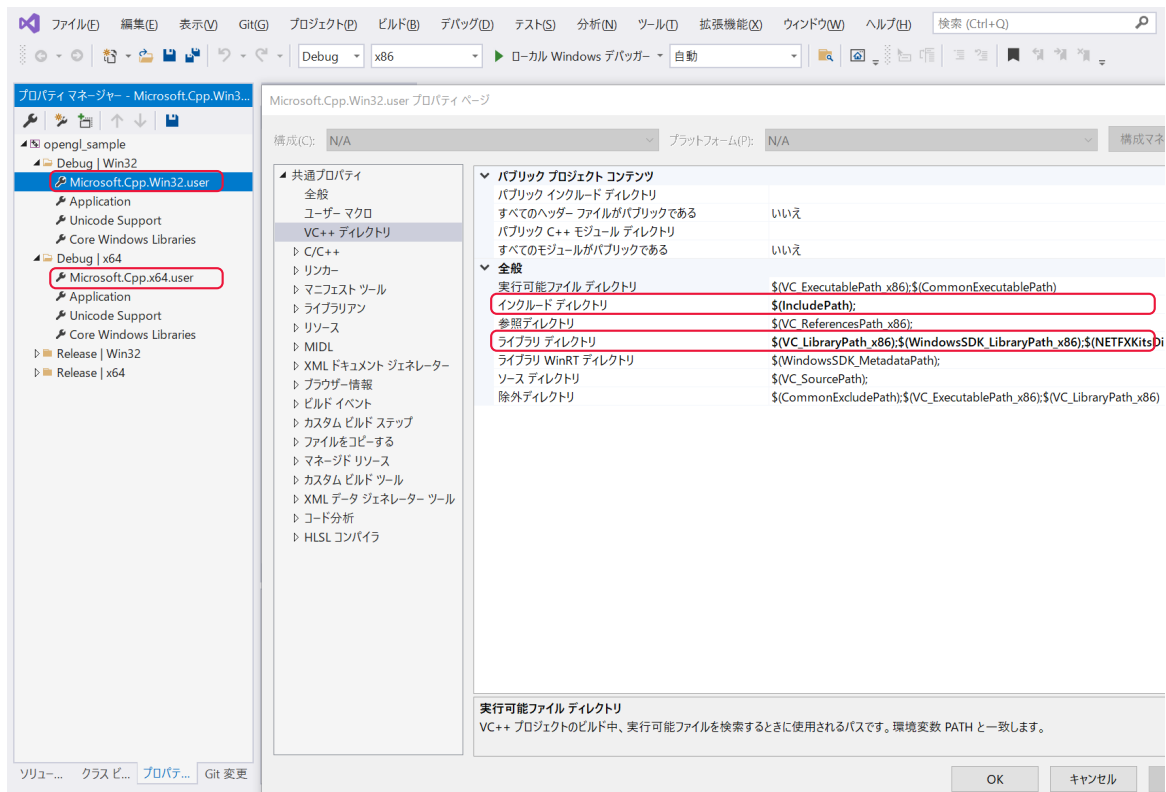 ファイル(F) 編集(E) 表示(V) Git(G) プロジェクト(P) ビルド(B) デバッグ(D) テスト(S) 分析(N) ツール(T) 拡張機能(X) ウィンドウ(W) ヘルプ(H) 検索 (Ctrl+Q)
Debug x86 ローカル Windows デバッガー 自動
プロパティ マネージャー - Microsoft.Cpp.Win3...
opengl_sample
Debug | Win32
Microsoft.Cpp.Win32.user
Application
Unicode Support
Core Windows Libraries
Debug | x64
Microsoft.Cpp.x64.user
Application
Unicode Support
Core Windows Libraries
Release | Win32
Release | x64
ソリュー... クラス ビ... プロパテ... Git 変更
Microsoft.Cpp.Win32.user プロパティ ページ
構成(C): N/A プラットフォーム(P): N/A 構成マネ
共通プロパティ
全般
ユーザー マクロ
VC++ ディレクトリ
C/C++
リンカー
マニフェスト ツール
ライブラリアン
リソース
MIDL
XML ドキュメント ジェネレーター
ブラウザー情報
ビルド イベント
カスタム ビルド ステップ
ファイルをコピーする
マネージド リソース
カスタム ビルド ツール
XML データ ジェネレーター ツール
コード分析
HLSL コンパイラ
パブリック プロジェクト コンテンツ
パブリック インクルード ディレクトリ
すべてのヘッダー ファイルがパブリックである いいえ
パブリック C++ モジュール ディレクトリ
すべてのモジュールがパブリックである いいえ
全般
実行可能ファイル ディレクトリ $(VC_ExecutablePath_x86);$(CommonExecutablePath)
インクルード ディレクトリ $(IncludePath);
参照ディレクトリ $(VC_ReferencesPath_x86);
ライブラリ ディレクトリ $(VC_LibraryPath_x86);$(WindowsSDK_LibraryPath_x86);$(NETFXKitsDi
ライブラリ WinRT ディレクトリ $(WindowsSDK_MetadataPath);
ソース ディレクトリ $(VC_SourcePath);
除外ディレクトリ $(CommonExcludePath);$(VC_ExecutablePath_x86);$(VC_LibraryPath_x86)
実行可能ファイル ディレクトリ
VC++ プロジェクトのビルド中、実行可能ファイルを検索するときに使用されるパスです。環境変数 PATH と一致します。
OK キャンセル